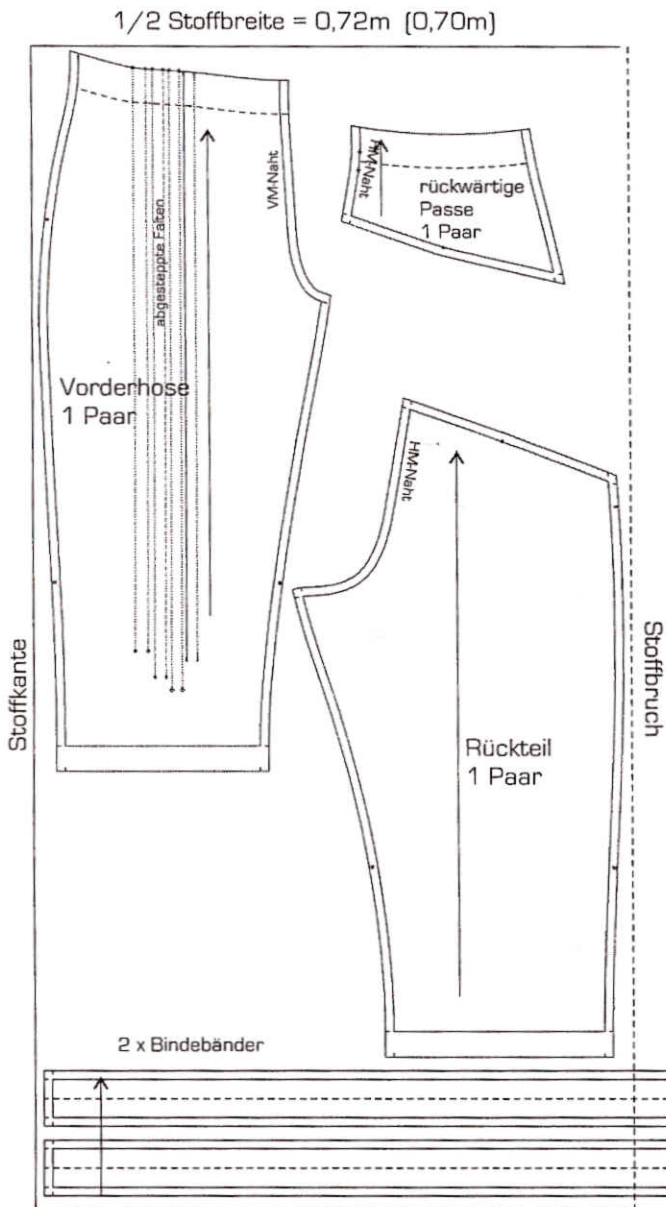 1/2 Stoffbreite = 0,72m (0,70m)
VM-Naht
abgesteppte Falten
Vorderhose
1 Paar
HM-Naht
rückwärtige
Passe
1 Paar
HM-Naht
Stoffkante
Stoffbruch
Rückteil
1 Paar
2 x Bindebänder